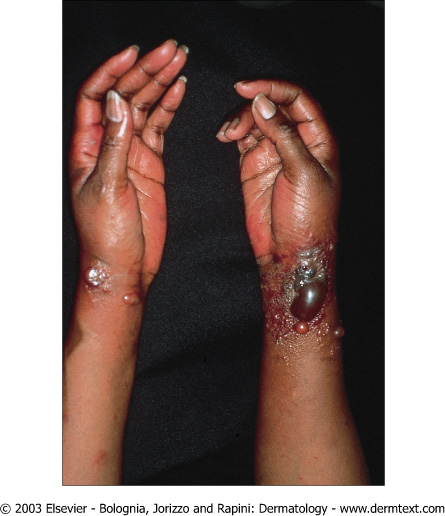 © 2003 Elsevier - Bolognia, Jorizzo and Rapini: Dermatology - www.dermtext.com